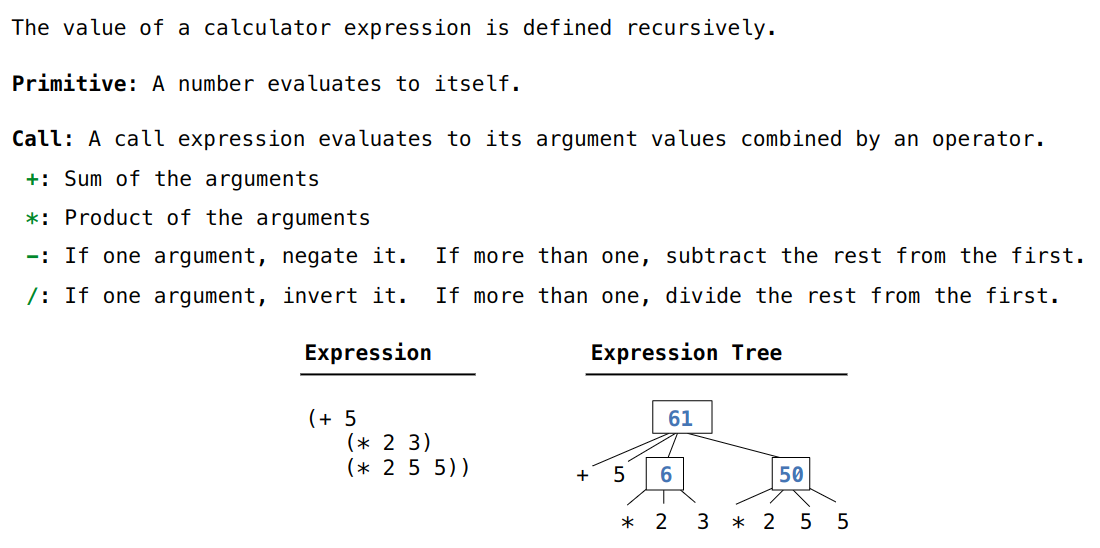 The value of a calculator expression is defined recursively.
Primitive: A number evaluates to itself.
Call: A call expression evaluates to its argument values combined by an operator.
+: Sum of the arguments
*: Product of the arguments
-: If one argument, negate it. If more than one, subtract the rest from the first.
/: If one argument, invert it. If more than one, divide the rest from the first.
Expression
(+ 5
(* 2 3)
(* 2 5 5))
Expression Tree
61
+ 5 6 50
* 2 3 * 2 5 5